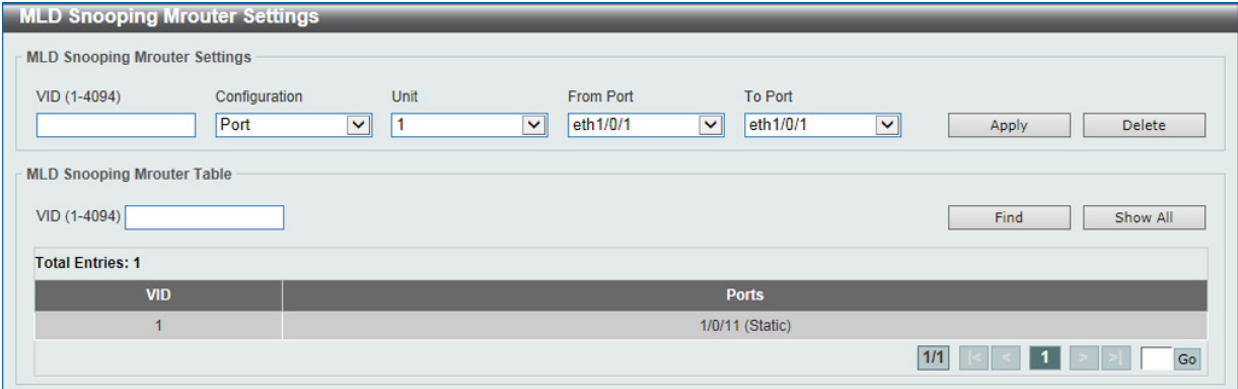 MLD Snooping Mrouter Settings
MLD Snooping Mrouter Settings
VID (1-4094) Configuration Unit From Port To Port
Port 1 eth1/0/1 eth1/0/1 Apply Delete
MLD Snooping Mrouter Table
VID (1-4094) Find Show All
Total Entries: 1
VID Ports
1 1/0/11 (Static)
1/1 |< < 1 > >| Go